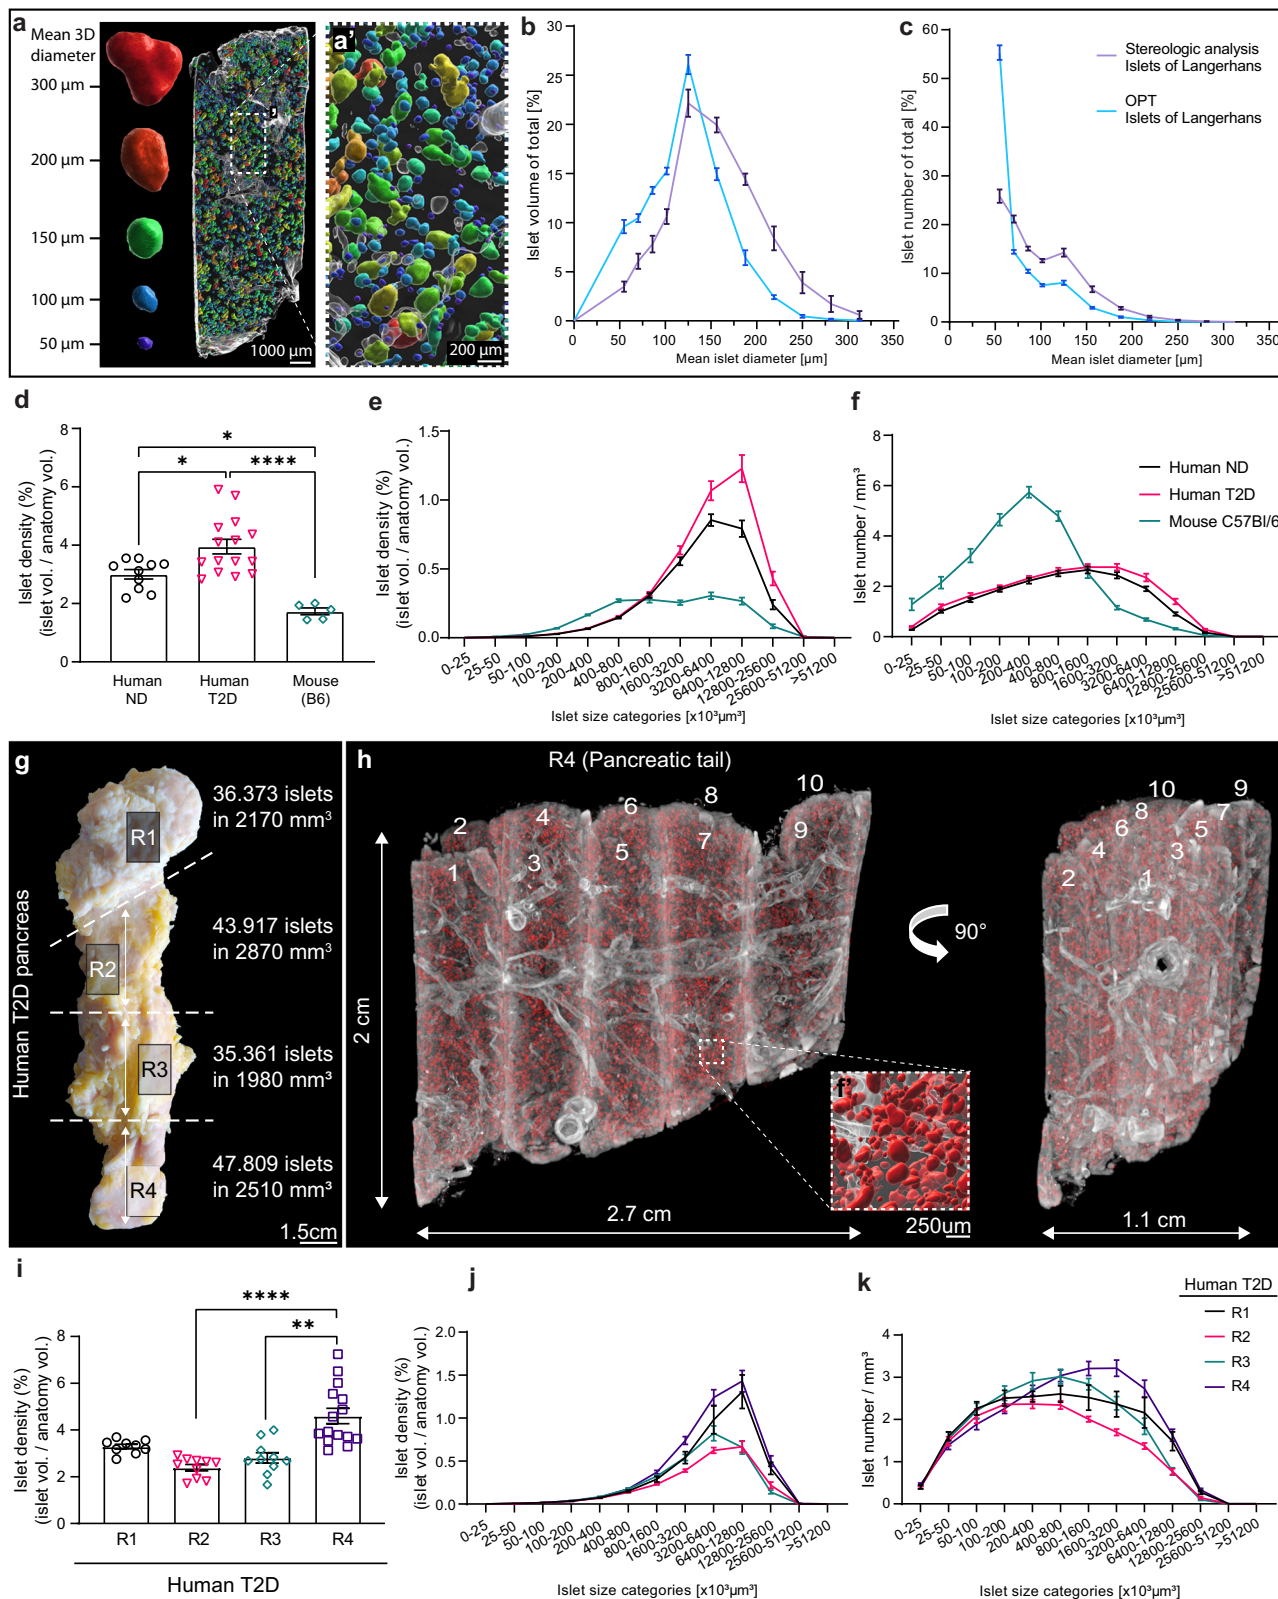 a
Mean 3D
diameter
300 µm
200 µm
150 µm
100 µm
50 µm
'
1000 µm
a'
200 µm
b
Islet volume of total [%]
30
25
20
15
10
5
0
0
50
100
150
200
250
300
350
Mean islet diameter [µm]
c
Islet number of total [%]
60
50
40
30
20
10
0
0
50
100
150
200
250
300
350
Mean islet diameter [µm]
Stereologic analysis
Islets of Langerhans
OPT
Islets of Langerhans
d
Islet density (%)
(islet vol. / anatomy vol.)
8
6
4
2
0
*
*
****
Human
ND
Human
T2D
Mouse
(B6)
e
Islet density (%)
(islet vol. / anatomy vol.)
1.5
1.0
0.5
0.0
0-25
25-50
50-100
100-200
200-400
400-800
800-1600
1600-3200
3200-6400
6400-12800
12800-25600
25600-51200
>51200
Islet size categories [x10³µm³]
f
Islet number / mm³
8
6
4
2
0
Human ND
Human T2D
Mouse C57Bl/6
0-25
25-50
50-100
100-200
200-400
400-800
800-1600
1600-3200
3200-6400
6400-12800
12800-25600
25600-51200
>51200
Islet size categories [x10³µm³]
g
Human T2D pancreas
R1
R2
R3
R4
36.373 islets
in 2170 mm³
43.917 islets
in 2870 mm³
35.361 islets
in 1980 mm³
47.809 islets
in 2510 mm³
1.5cm
h
R4 (Pancreatic tail)
2 cm
1
2
3
4
5
6
7
8
9
10
2.7 cm
f'
250um
90°
10
9
8
7
6
5
4
3
2
1
1.1 cm
i
Islet density (%)
(islet vol. / anatomy vol.)
8
6
4
2
0
****
**
R1
R2
R3
R4
Human T2D
j
Islet density (%)
(islet vol. / anatomy vol.)
2.0
1.5
1.0
0.5
0.0
0-25
25-50
50-100
100-200
200-400
400-800
800-1600
1600-3200
3200-6400
6400-12800
12800-25600
25600-51200
>51200
Islet size categories [x10³µm³]
k
Islet number / mm³
4
3
2
1
0
Human T2D
R1
R2
R3
R4
0-25
25-50
50-100
100-200
200-400
400-800
800-1600
1600-3200
3200-6400
6400-12800
12800-25600
25600-51200
>51200
Islet size categories [x10³µm³]